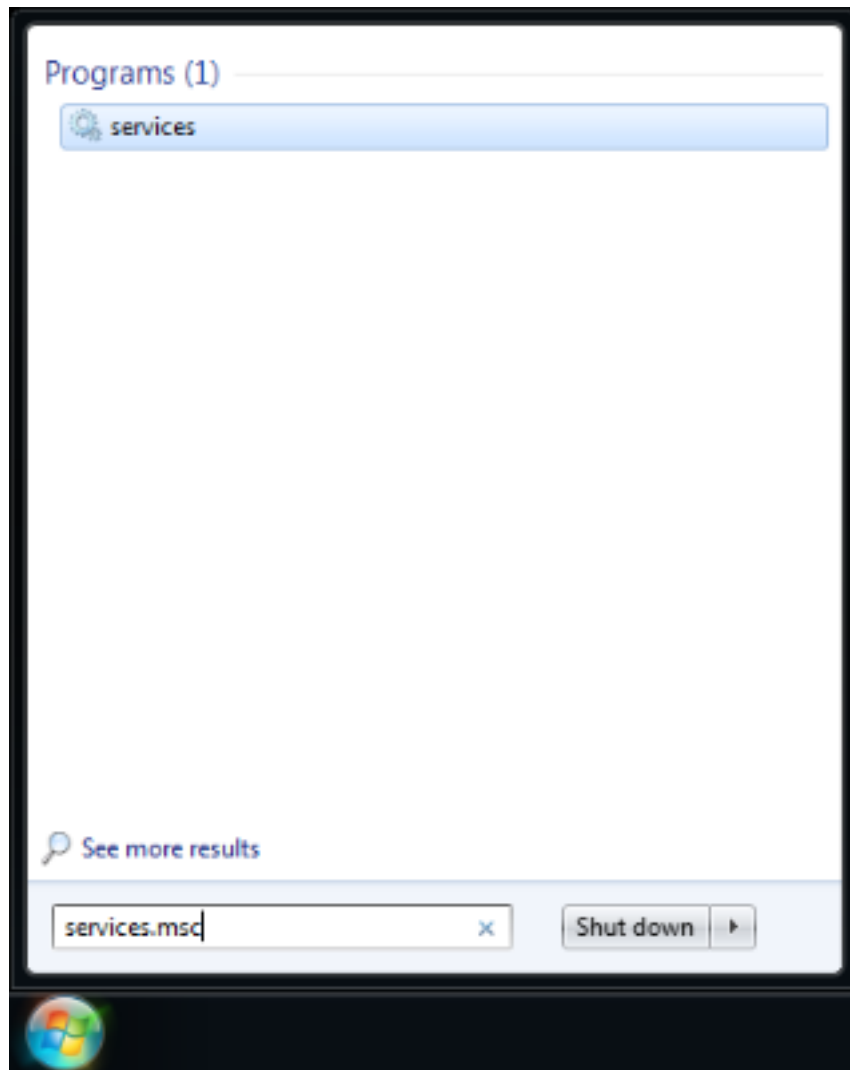 Programs (1)
services
See more results
services.msc
Shut down